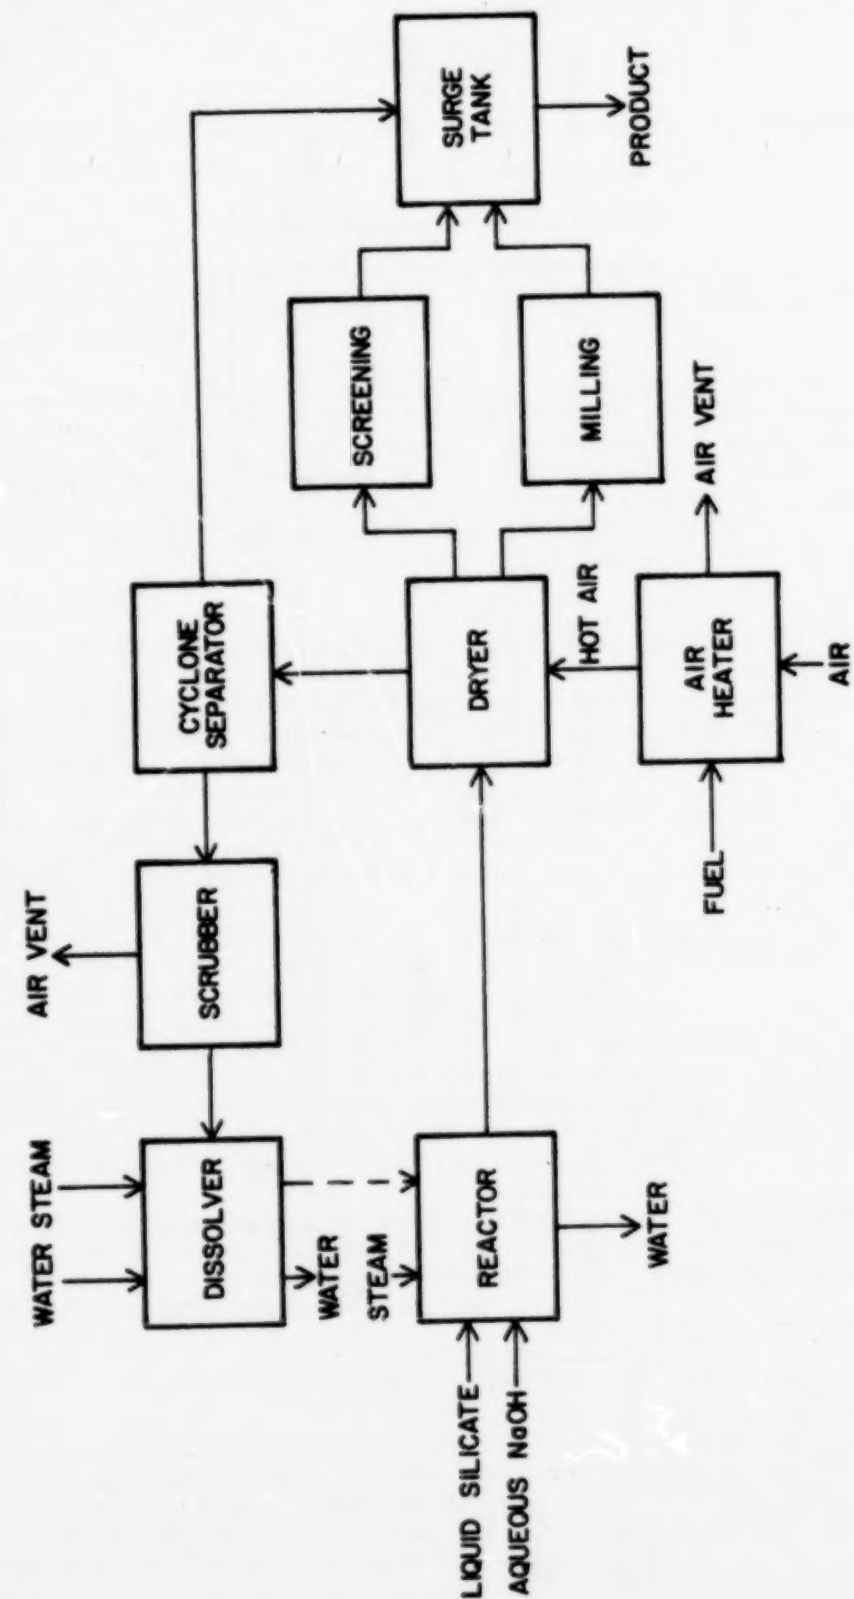 WATER STEAM
AIR VENT
DISSOLVER
SCRUBBER
CYCLONE
SEPARATOR
WATER
STEAM
LIQUID SILICATE
AQUEOUS NaOH
REACTOR
DRYER
SCREENING
SURGE
TANK
WATER
HOT AIR
MILLING
PRODUCT
FUEL
AIR
HEATER
AIR VENT
AIR